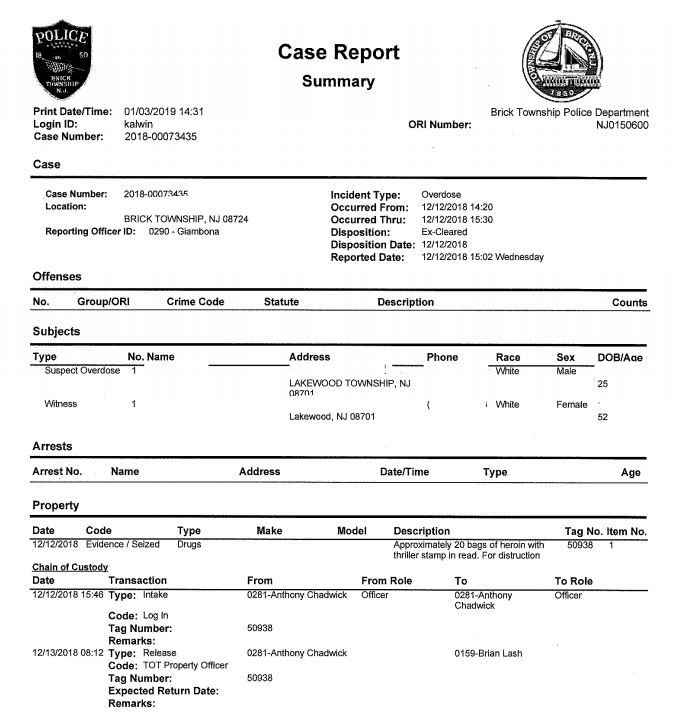 POLICE
18 50
BRICK
TOWNSHIP
N.J.
Case Report
Summary
TOWNSHIP OF BRICK, N.J.
1850
Print Date/Time: 01/03/2019 14:31
Login ID: kalwin
Case Number: 2018-00073435
Brick Township Police Department
ORI Number: NJ0150600
Case
Case Number: 2018-00073435
Location:
BRICK TOWNSHIP, NJ 08724
Reporting Officer ID: 0290 - Giambona
Incident Type: Overdose
Occurred From: 12/12/2018 14:20
Occurred Thru: 12/12/2018 15:30
Disposition: Ex-Cleared
Disposition Date: 12/12/2018
Reported Date: 12/12/2018 15:02 Wednesday
Offenses
No. Group/ORI Crime Code Statute Description Counts
Subjects
Type No. Name Address Phone Race Sex DOB/Age
Suspect Overdose 1 White Male
LAKEWOOD TOWNSHIP, NJ 25
08701
Witness 1 ( White Female
Lakewood, NJ 08701 52
Arrests
Arrest No. Name Address Date/Time Type Age
Property
Date Code Type Make Model Description Tag No. Item No.
12/12/2018 Evidence / Seized Drugs Approximately 20 bags of heroin with 50938 1
thriller stamp in read. For distruction
Chain of Custody
Date Transaction From From Role To To Role
12/12/2018 15:46 Type: Intake 0281-Anthony Chadwick Officer 0281-Anthony Officer
Chadwick
Code: Log In
Tag Number: 50938
Remarks:
12/13/2018 08:12 Type: Release 0281-Anthony Chadwick 0159-Brian Lash
Code: TOT Property Officer
Tag Number: 50938
Expected Return Date:
Remarks: